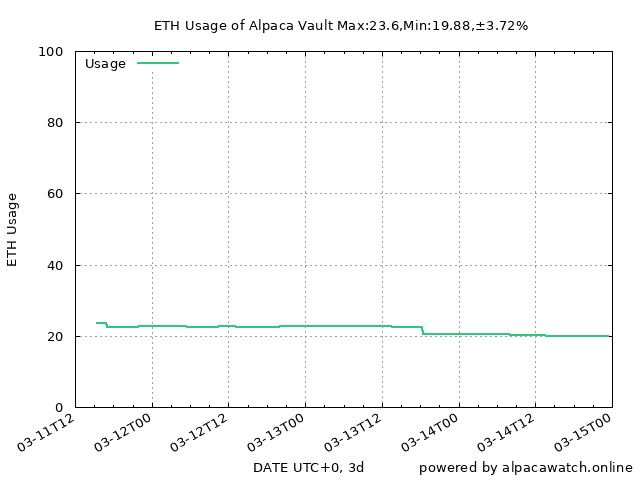 ETH Usage of Alpaca Vault Max:23.6,Min:19.88,±3.72%
Usage
ETH Usage
100
80
60
40
20
0
03-11T12
03-12T00
03-12T12
03-13T00
03-13T12
03-14T00
03-14T12
03-15T00
DATE UTC+0, 3d
powered by alpacawatch.online